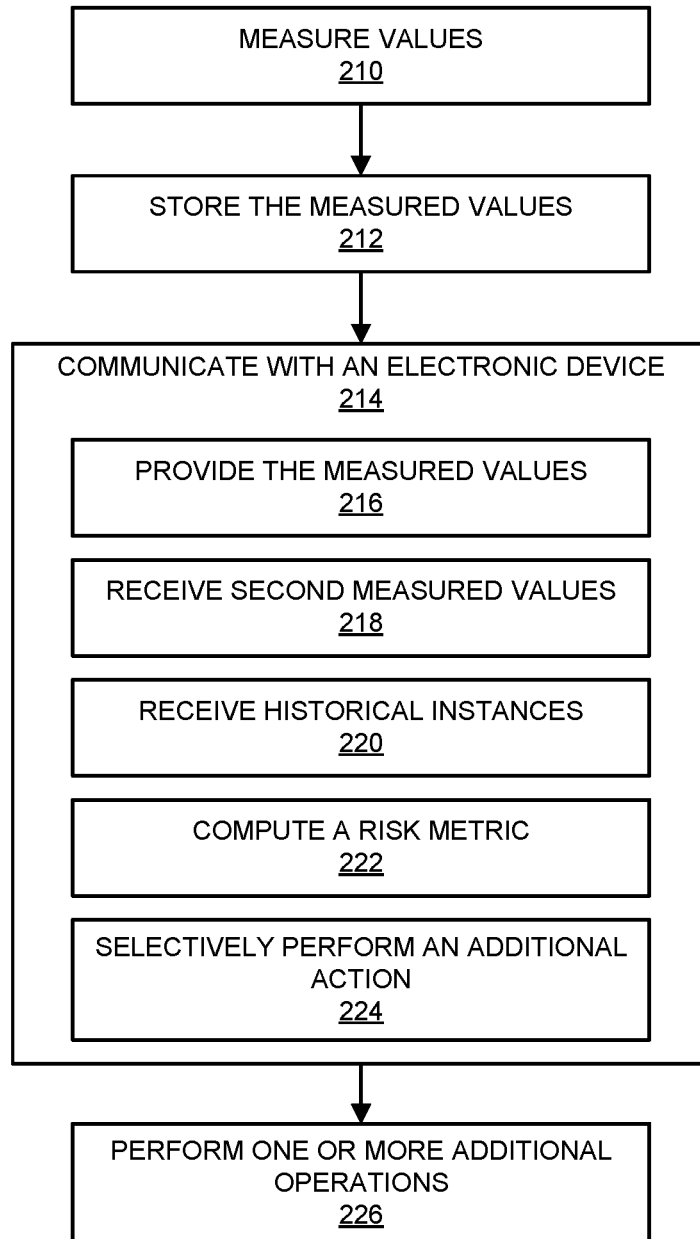 MEASURE VALUES
210
STORE THE MEASURED VALUES
212
COMMUNICATE WITH AN ELECTRONIC DEVICE
214
PROVIDE THE MEASURED VALUES
216
RECEIVE SECOND MEASURED VALUES
218
RECEIVE HISTORICAL INSTANCES
220
COMPUTE A RISK METRIC
222
SELECTIVELY PERFORM AN ADDITIONAL
ACTION
224
PERFORM ONE OR MORE ADDITIONAL
OPERATIONS
226